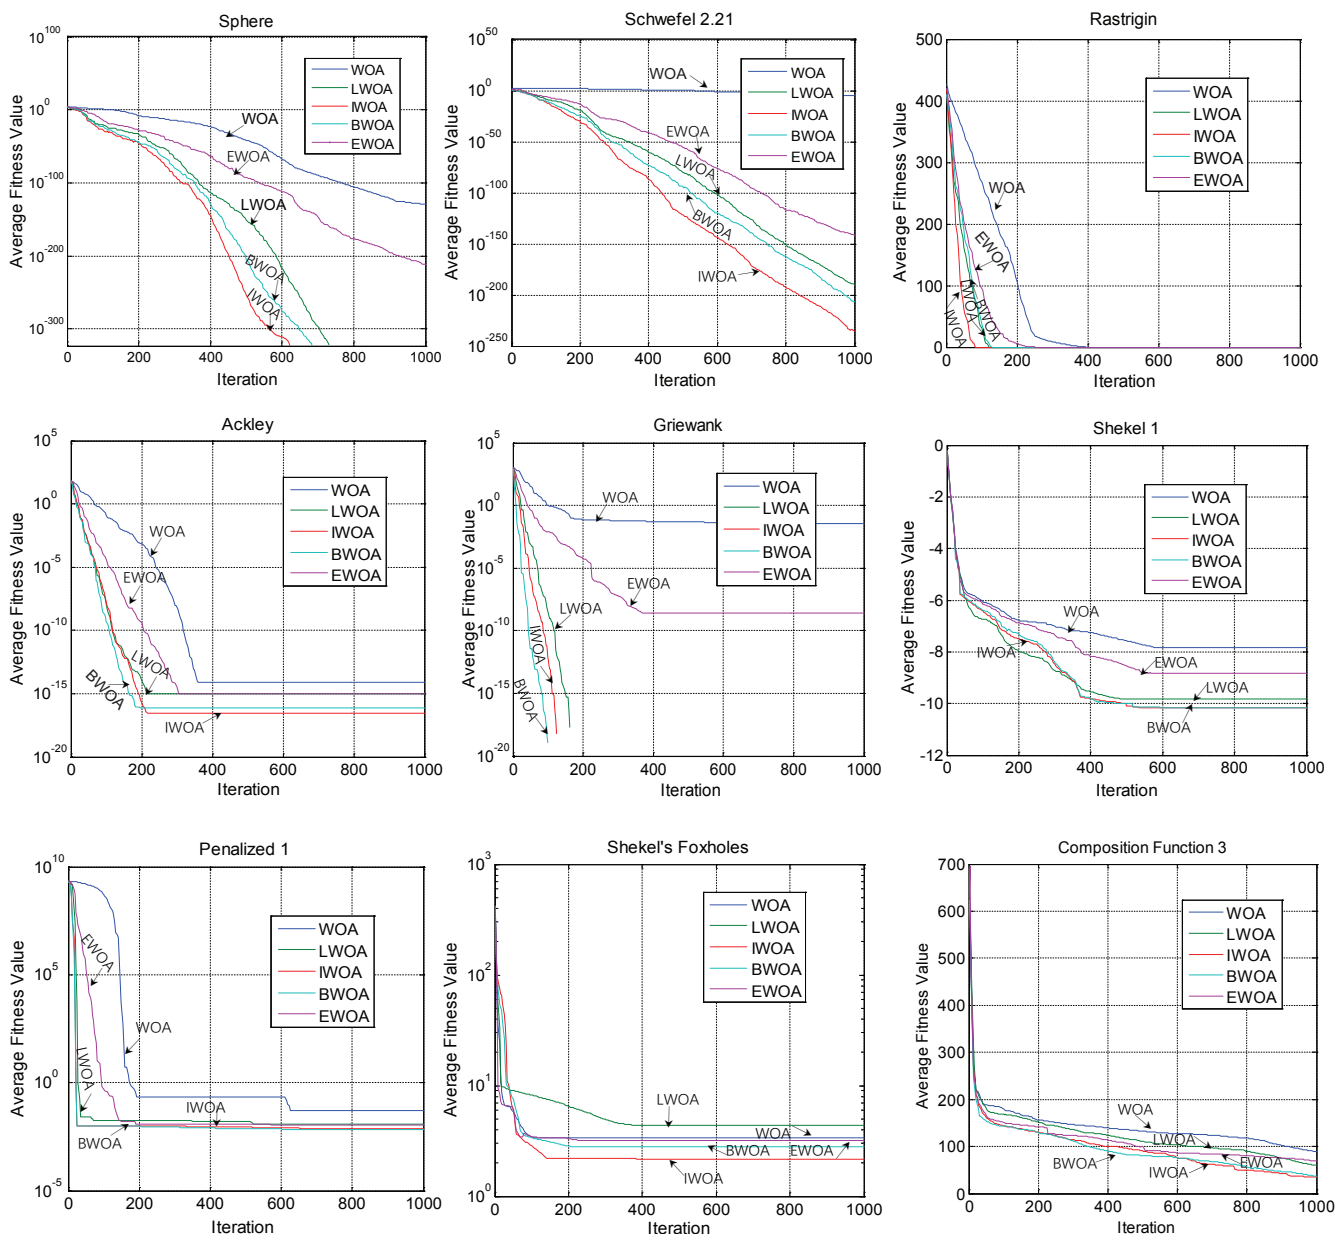 Sphere
Average Fitness Value
10^100
10^0
10^-100
10^-200
10^-300
0 200 400 600 800 1000
Iteration
WOA
LWOA
IWOA
BWOA
EWOA
WOA
EWOA
LWOA
BWOA
IWOA
Schwefel 2.21
Average Fitness Value
10^50
10^0
10^-50
10^-100
10^-150
10^-200
10^-250
0 200 400 600 800 1000
Iteration
WOA
LWOA
IWOA
BWOA
EWOA
WOA
EWOA
LWOA
BWOA
IWOA
Rastrigin
Average Fitness Value
500
400
300
200
100
0
0 200 400 600 800 1000
Iteration
WOA
LWOA
IWOA
BWOA
EWOA
WOA
EWOA
LWOA
BWOA
IWOA
Ackley
Average Fitness Value
10^5
10^0
10^-5
10^-10
10^-15
10^-20
0 200 400 600 800 1000
Iteration
WOA
LWOA
IWOA
BWOA
EWOA
WOA
EWOA
LWOA
BWOA
IWOA
Griewank
Average Fitness Value
10^5
10^0
10^-5
10^-10
10^-15
10^-20
0 200 400 600 800 1000
Iteration
WOA
LWOA
IWOA
BWOA
EWOA
WOA
EWOA
LWOA
IWOA
BWOA
Shekel 1
Average Fitness Value
0
-2
-4
-6
-8
-10
-12
0 200 400 600 800 1000
Iteration
WOA
LWOA
IWOA
BWOA
EWOA
WOA
IWOA
EWOA
LWOA
BWOA
Penalized 1
Average Fitness Value
10^10
10^5
10^0
10^-5
0 200 400 600 800 1000
Iteration
WOA
LWOA
IWOA
BWOA
EWOA
EWOA
WOA
LWOA
IWOA
BWOA
Shekel's Foxholes
Average Fitness Value
10^3
10^2
10^1
10^0
0 200 400 600 800 1000
Iteration
WOA
LWOA
IWOA
BWOA
EWOA
LWOA
WOA
BWOA
EWOA
IWOA
Composition Function 3
Average Fitness Value
700
600
500
400
300
200
100
0
0 200 400 600 800 1000
Iteration
WOA
LWOA
IWOA
BWOA
EWOA
WOA
LWOA
BWOA
IWOA
EWOA